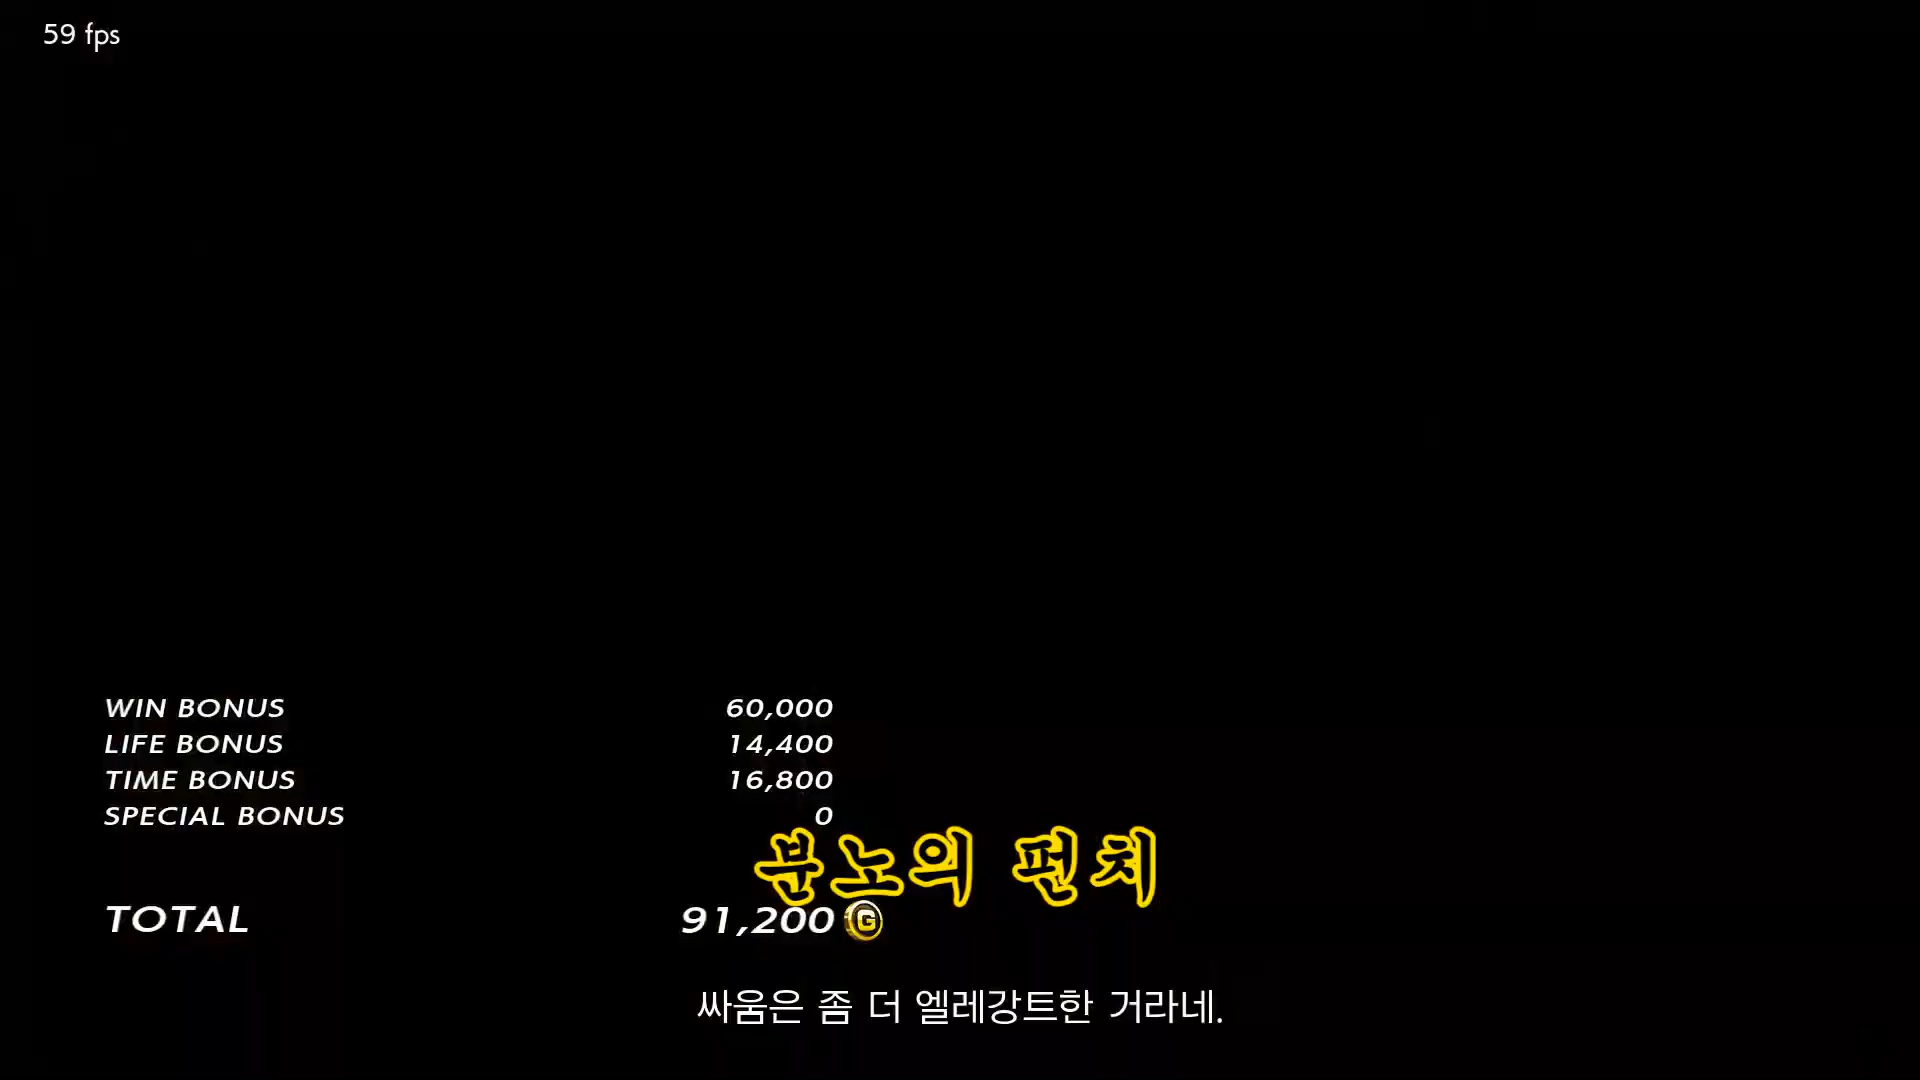 59 fps
WIN BONUS 60,000
LIFE BONUS 14,400
TIME BONUS 16,800
SPECIAL BONUS 0
분노의 펀치
TOTAL 91,200 G
싸움은 좀 더 엘레강트한 거라네.